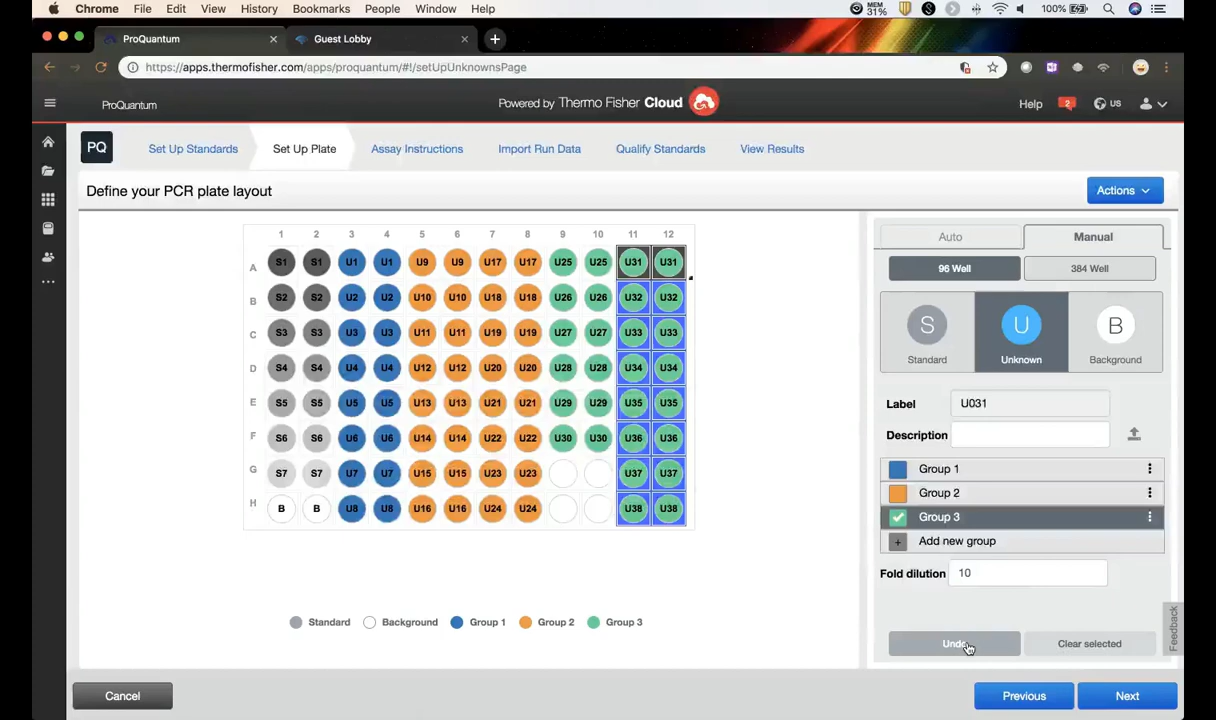 Chrome File Edit View History Bookmarks People Window Help MEM 31% S 100%
ProQuantum × Guest Lobby × +
https://apps.thermofisher.com/apps/proquantum/#!/setUpUnknownsPage
ProQuantum Powered by Thermo Fisher Cloud Help 2 US
PQ Set Up Standards Set Up Plate Assay Instructions Import Run Data Qualify Standards View Results
Define your PCR plate layout Actions
Auto Manual
96 Well 384 Well
S U B
Standard Unknown Background
Label U031
Description
Group 1
Group 2
Group 3
+ Add new group
Fold dilution 10
Undo Clear selected
Feedback
1 2 3 4 5 6 7 8 9 10 11 12
A S1 S1 U1 U1 U9 U9 U17 U17 U25 U25 U31 U31
B S2 S2 U2 U2 U10 U10 U18 U18 U26 U26 U32 U32
C S3 S3 U3 U3 U11 U11 U19 U19 U27 U27 U33 U33
D S4 S4 U4 U4 U12 U12 U20 U20 U28 U28 U34 U34
E S5 S5 U5 U5 U13 U13 U21 U21 U29 U29 U35 U35
F S6 S6 U6 U6 U14 U14 U22 U22 U30 U30 U36 U36
G S7 S7 U7 U7 U15 U15 U23 U23 U37 U37
H B B U8 U8 U16 U16 U24 U24 U38 U38
Standard Background Group 1 Group 2 Group 3
Cancel Previous Next